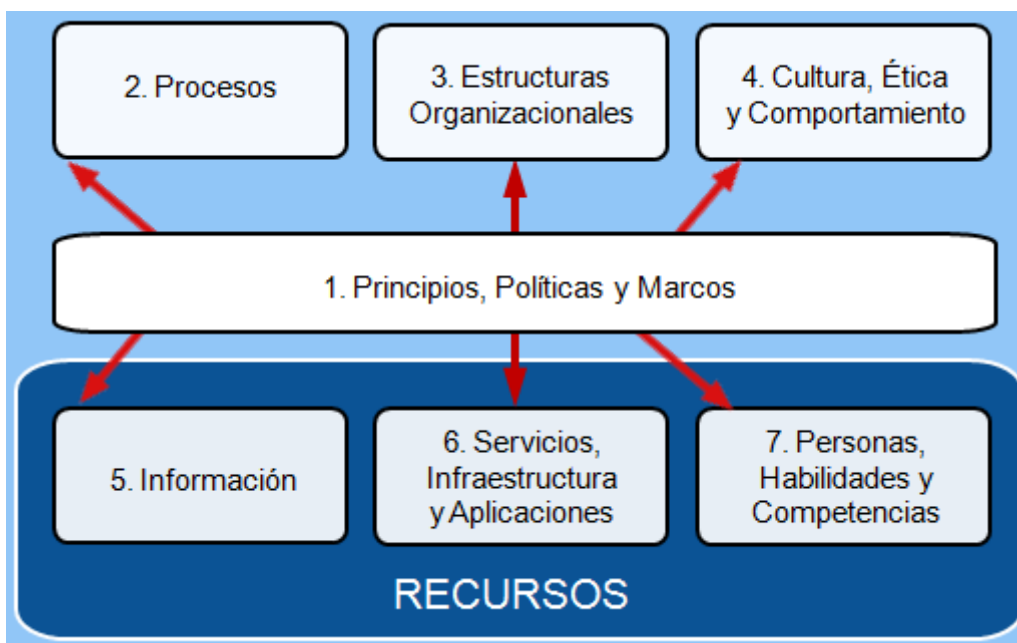 2. Procesos
3. Estructuras
Organizacionales
4. Cultura, Ética
y Comportamiento
1. Principios, Políticas y Marcos
5. Información
6. Servicios,
Infraestructura
y Aplicaciones
7. Personas,
Habilidades y
Competencias
RECURSOS